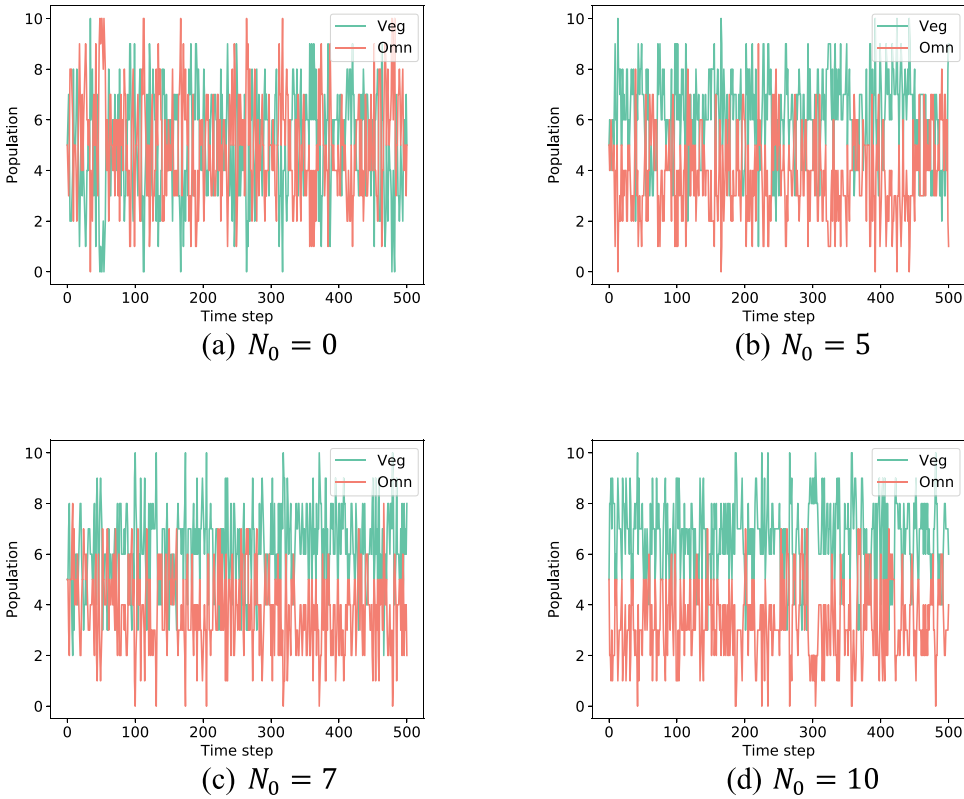 10
8
6
4
2
0
Population
Veg
Omn
0 100 200 300 400 500
Time step
(a) N₀ = 0
10
8
6
4
2
0
Population
Veg
Omn
0 100 200 300 400 500
Time step
(b) N₀ = 5
10
8
6
4
2
0
Population
Veg
Omn
0 100 200 300 400 500
Time step
(c) N₀ = 7
10
8
6
4
2
0
Population
Veg
Omn
0 100 200 300 400 500
Time step
(d) N₀ = 10